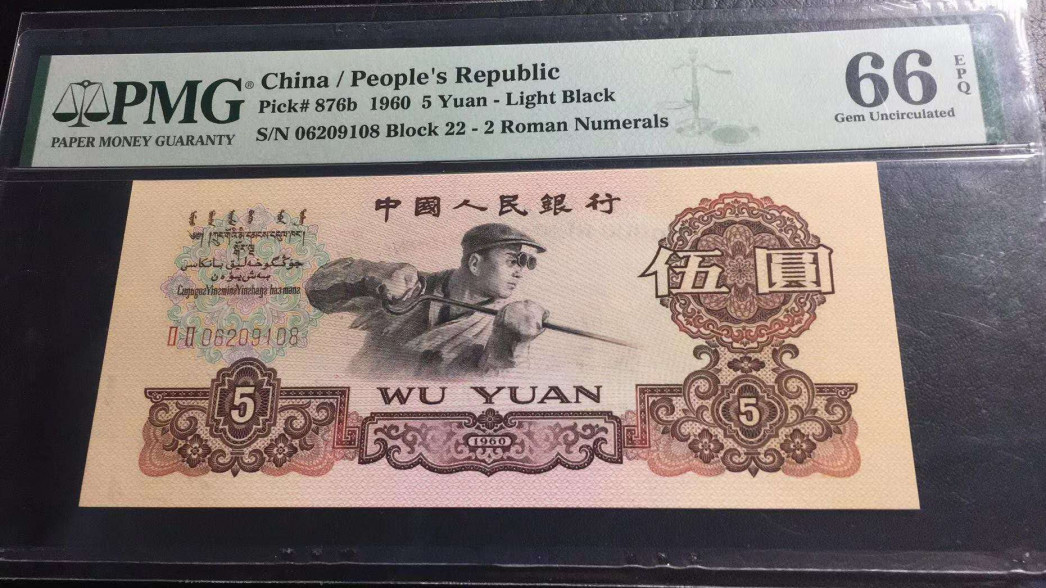 PMG®
PAPER MONEY GUARANTY
China / People's Republic
Pick# 876b 1960 5 Yuan - Light Black
S/N 06209108 Block 22 - 2 Roman Numerals
66 EPQ
Gem Uncirculated
中國人民銀行
伍圓
II II 06209108
WU YUAN
5
1960
5